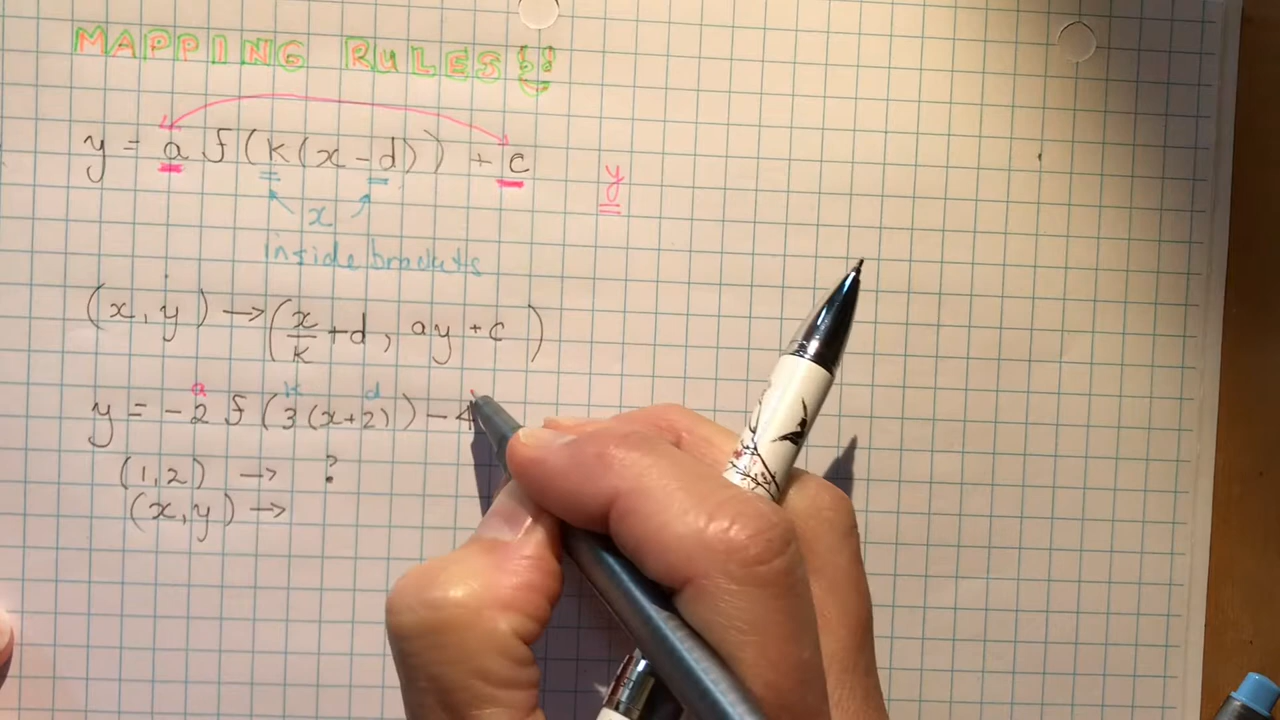 MAPPING RULES!!
y = a f(k(x-d)) + c
y
x
inside brackets
(x, y) → (x/k + d, ay + c)
a k d
y = -2 f(3(x+2)) - 4
(1,2) → ?
(x,y) →